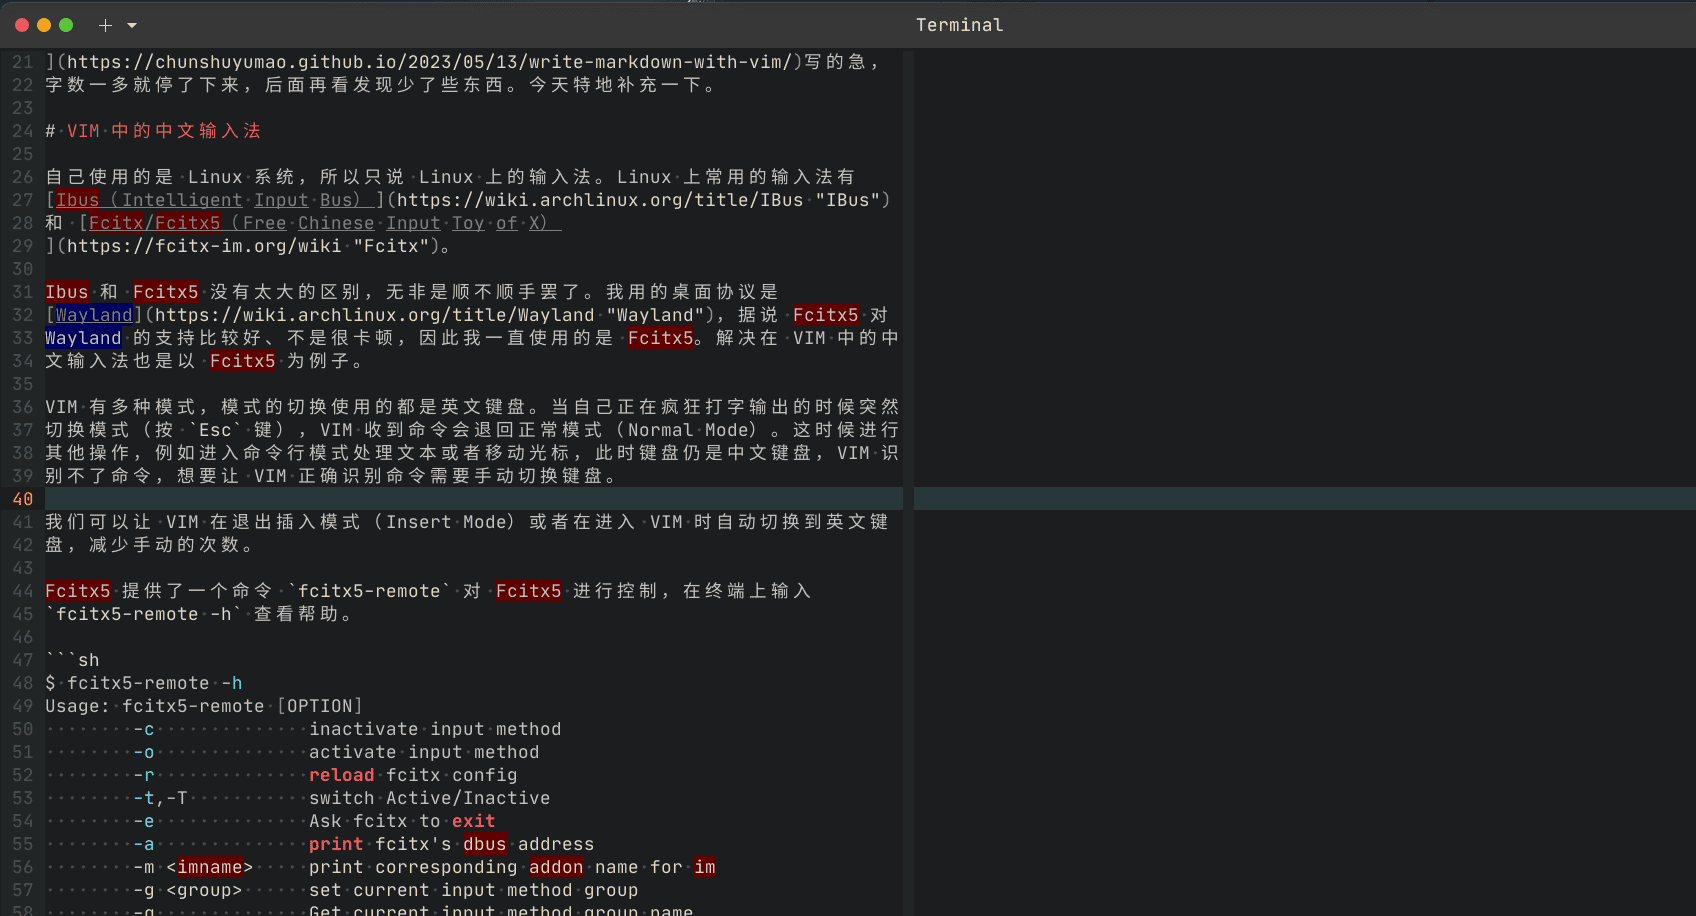 Terminal
21 ](https://chunshuyumao.github.io/2023/05/13/write-markdown-with-vim/)写的急，
22 字数一多就停了下来，后面再看发现少了些东西。今天特地补充一下。
23
24 # VIM 中的中文输入法
25
26 自己使用的是 Linux 系统，所以只说 Linux 上的输入法。Linux 上常用的输入法有
27 [Ibus（Intelligent Input Bus）](https://wiki.archlinux.org/title/IBus "IBus")
28 和 [Fcitx/Fcitx5（Free Chinese Input Toy of X）
29 ](https://fcitx-im.org/wiki "Fcitx")。
30
31 Ibus 和 Fcitx5 没有太大的区别，无非是顺不顺手罢了。我用的桌面协议是
32 [Wayland](https://wiki.archlinux.org/title/Wayland "Wayland")，据说 Fcitx5 对
33 Wayland 的支持比较好、不是很卡顿，因此我一直使用的是 Fcitx5。解决在 VIM 中的中
34 文输入法也是以 Fcitx5 为例子。
35
36 VIM 有多种模式，模式的切换使用的都是英文键盘。当自己正在疯狂打字输出的时候突然
37 切换模式（按 `Esc` 键），VIM 收到命令会退回正常模式（Normal Mode）。这时候进行
38 其他操作，例如进入命令行模式处理文本或者移动光标，此时键盘仍是中文键盘，VIM 识
39 别不了命令，想要让 VIM 正确识别命令需要手动切换键盘。
40
41 我们可以让 VIM 在退出插入模式（Insert Mode）或者在进入 VIM 时自动切换到英文键
42 盘，减少手动的次数。
43
44 Fcitx5 提供了一个命令 `fcitx5-remote` 对 Fcitx5 进行控制，在终端上输入
45 `fcitx5-remote -h` 查看帮助。
46
47 ```sh
48 $ fcitx5-remote -h
49 Usage: fcitx5-remote [OPTION]
50 -c inactivate input method
51 -o activate input method
52 -r reload fcitx config
53 -t,-T switch Active/Inactive
54 -e Ask fcitx to exit
55 -a print fcitx's dbus address
56 -m <imname> print corresponding addon name for im
57 -g <group> set current input method group
58 -q Get current input method group name